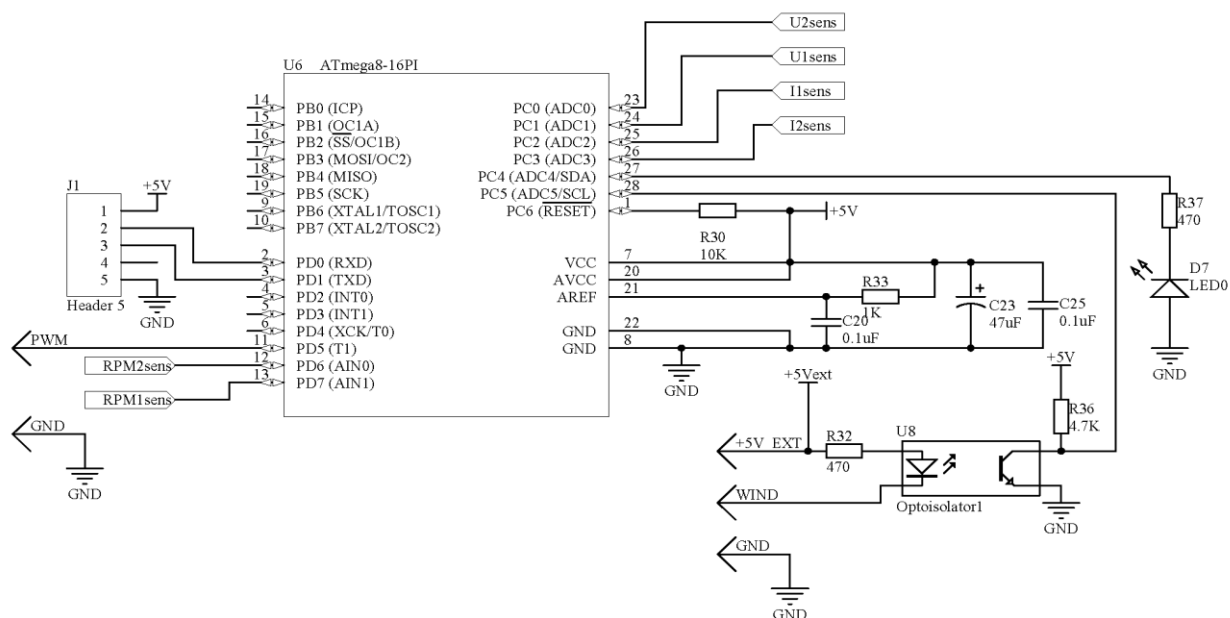 U2sens
U1sens
I1sens
I2sens
U6 ATmega8-16PI
14 PB0 (ICP)
15 PB1 (OC1A)
16 PB2 (SS/OC1B)
17 PB3 (MOSI/OC2)
18 PB4 (MISO)
19 PB5 (SCK)
9 PB6 (XTAL1/TOSC1)
10 PB7 (XTAL2/TOSC2)
2 PD0 (RXD)
3 PD1 (TXD)
4 PD2 (INT0)
5 PD3 (INT1)
6 PD4 (XCK/T0)
11 PD5 (T1)
12 PD6 (AIN0)
13 PD7 (AIN1)
PC0 (ADC0) 23
PC1 (ADC1) 24
PC2 (ADC2) 25
PC3 (ADC3) 26
PC4 (ADC4/SDA) 27
PC5 (ADC5/SCL) 28
PC6 (RESET) 1
VCC 7
AVCC 20
AREF 21
GND 22
GND 8
J1
+5V
1
2
3
4
5
Header 5
GND
PWM
RPM2sens
RPM1sens
GND
GND
R30
10K
+5V
R33
1K
C20
0.1uF
+
C23
47uF
C25
0.1uF
GND
R37
470
D7
LED0
GND
+5Vext
+5V
R36
4.7K
+5V_EXT
R32
470
U8
Optoisolator1
GND
WIND
GND
GND